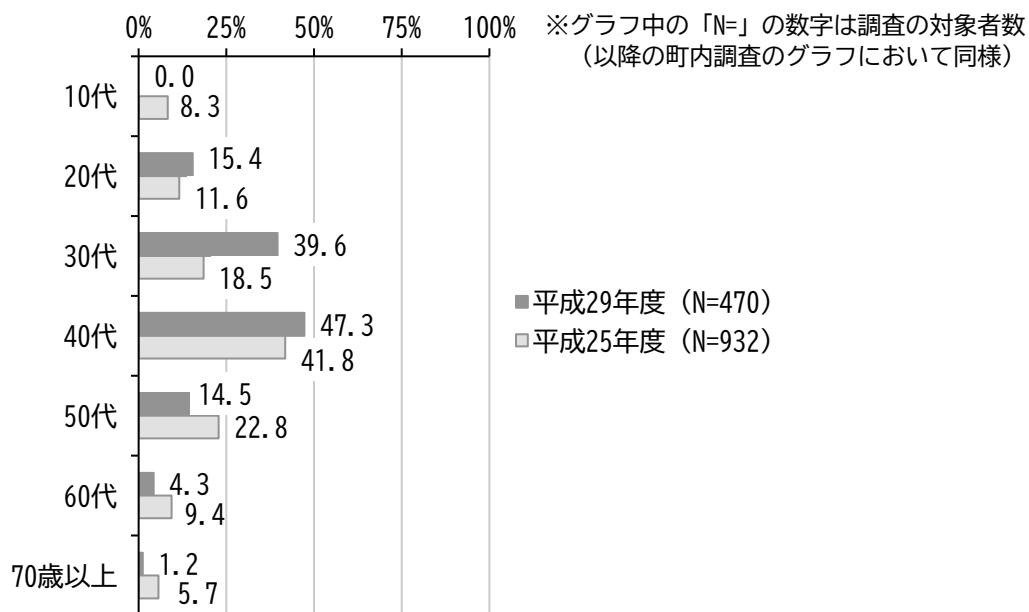 0% 25% 50% 75% 100%
※グラフ中の「N=」の数字は調査の対象者数
（以降の町内調査のグラフにおいて同様）
10代 0.0
8.3
20代 15.4
11.6
30代 39.6
18.5
40代 47.3
41.8
50代 14.5
22.8
60代 4.3
9.4
70歳以上 1.2
5.7
平成29年度（N=470）
平成25年度（N=932）